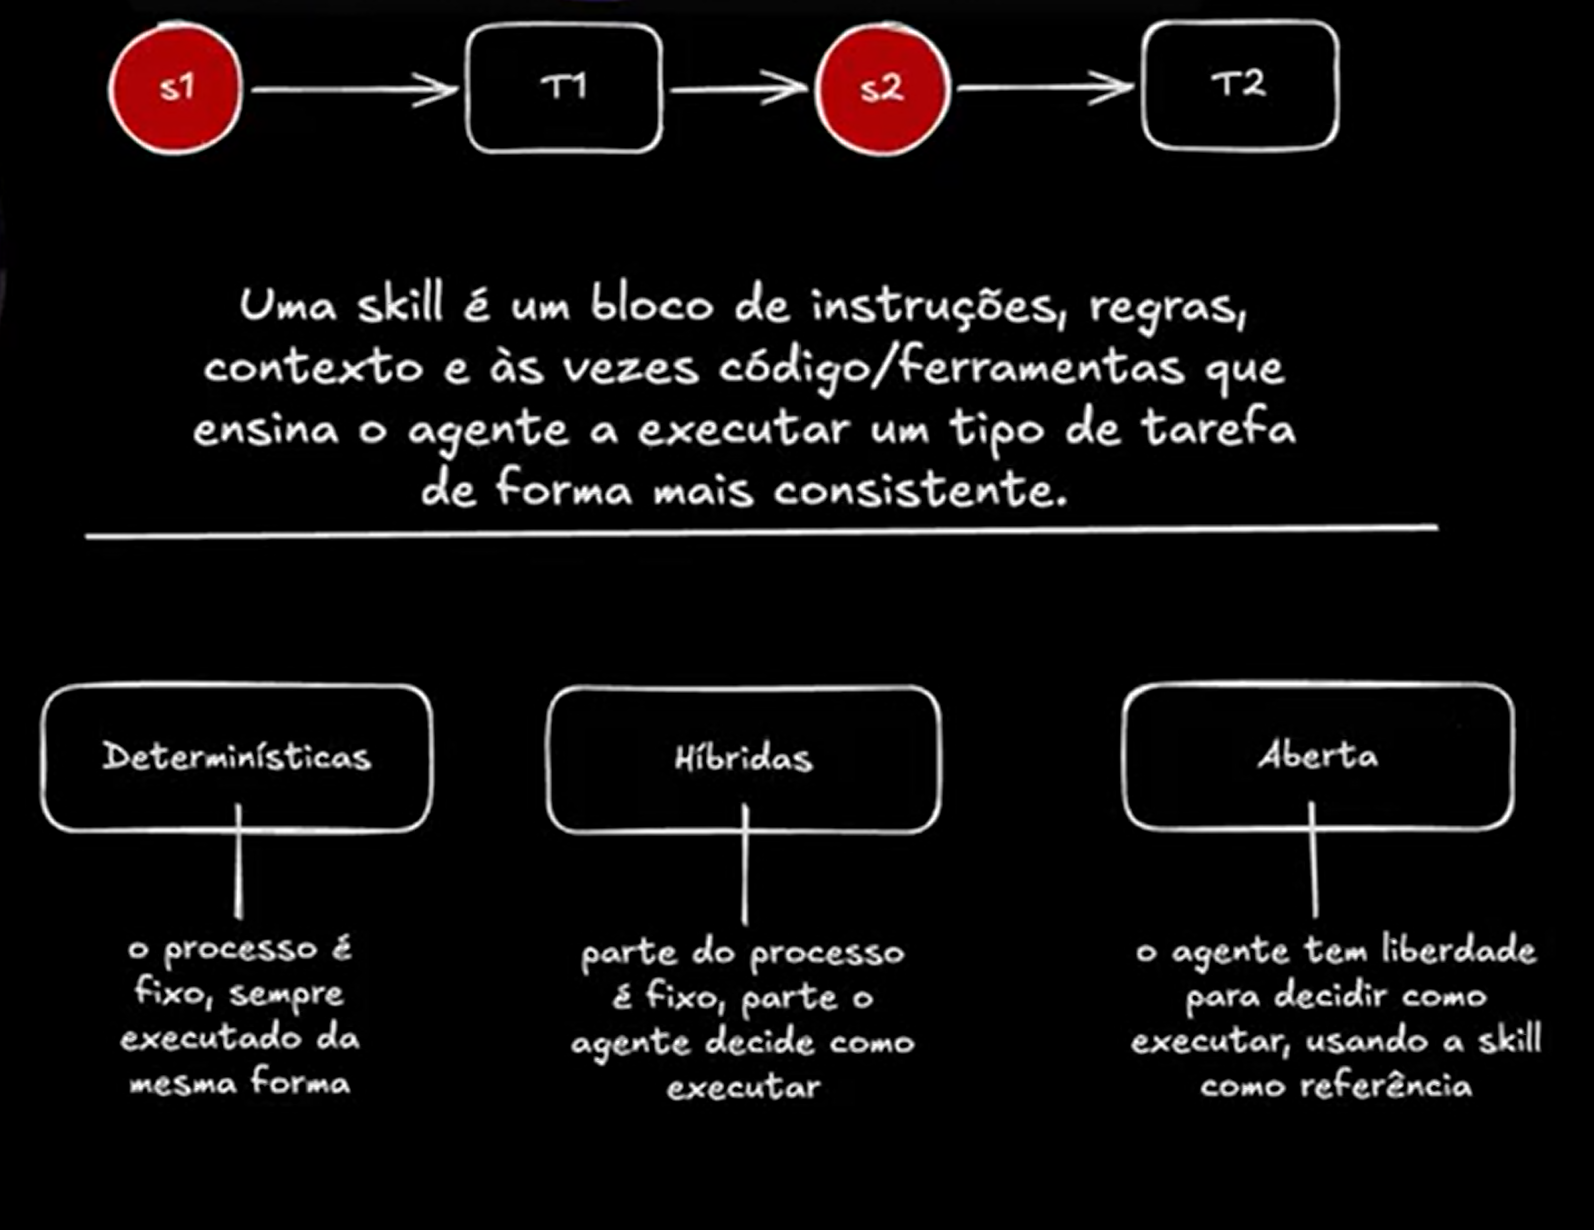 s1
T1
s2
T2
Uma skill é um bloco de instruções, regras,
contexto e às vezes código/ferramentas que
ensina o agente a executar um tipo de tarefa
de forma mais consistente.
Determinísticas
Híbridas
Aberta
o processo é
fixo, sempre
executado da
mesma forma
parte do processo
é fixo, parte o
agente decide como
executar
o agente tem liberdade
para decidir como
executar, usando a skill
como referência